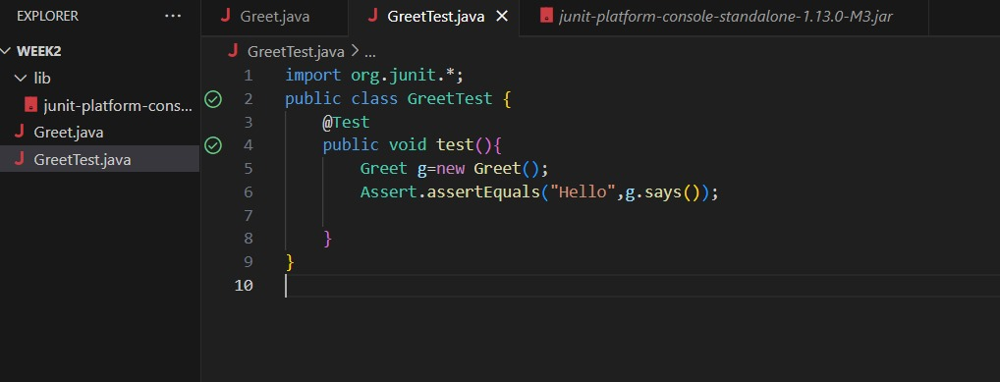 EXPLORER ...
WEEK2
lib
junit-platform-cons...
Greet.java
GreetTest.java
Greet.java GreetTest.java junit-platform-console-standalone-1.13.0-M3.jar
GreetTest.java > ...
1 import org.junit.*;
2 public class GreetTest {
3 @Test
4 public void test(){
5 Greet g=new Greet();
6 Assert.assertEquals("Hello",g.says());
7
8 }
9 }
10